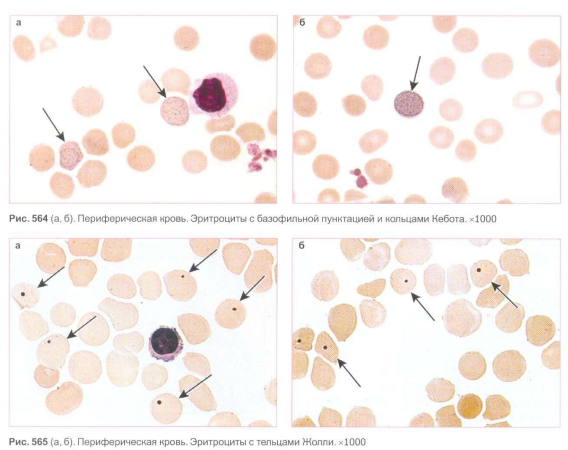 а
б
Рис. 564 (а, б). Периферическая кровь. Эритроциты с базофильной пунктацией и кольцами Кебота. ×1000
а
б
Рис. 565 (а, б). Периферическая кровь. Эритроциты с тельцами Жолли. ×1000